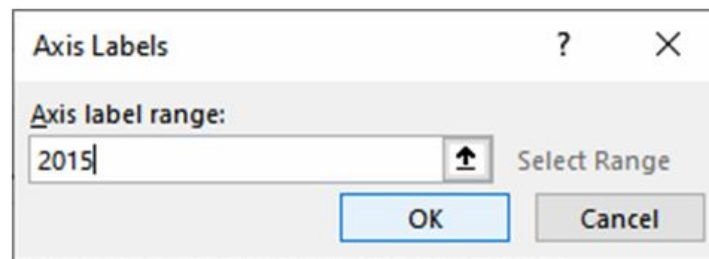 Axis Labels ? ×
Axis label range:
2015 Select Range
OK Cancel